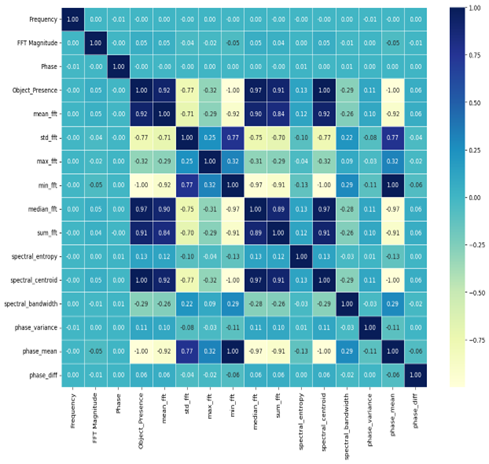 Frequency 1.00 0.00 -0.01 -0.00 -0.00 -0.00 -0.00 0.00 -0.00 -0.00 -0.00 -0.00 -0.00 -0.01 0.00 0.00
FFT Magnitude 0.00 1.00 -0.00 0.05 0.05 -0.04 -0.02 -0.05 0.05 0.04 -0.00 0.05 -0.01 0.00 -0.05 -0.01
Phase -0.01 -0.00 1.00 0.00 0.00 0.00 0.00 0.00 0.00 0.00 0.01 0.00 0.01 0.00 0.00 0.00
Object_Presence -0.00 0.05 0.00 1.00 0.92 -0.77 -0.32 -1.00 0.97 0.91 0.13 1.00 -0.29 0.11 -1.00 0.06
mean_fft -0.00 0.05 0.00 0.92 1.00 -0.71 -0.29 -0.92 0.90 0.84 0.12 0.92 -0.26 0.10 -0.92 0.06
std_fft -0.00 -0.04 0.00 -0.77 -0.71 1.00 0.25 0.77 -0.75 -0.70 -0.10 -0.77 0.22 -0.08 0.77 -0.04
max_fft -0.00 -0.02 0.00 -0.32 -0.29 0.25 1.00 0.32 -0.31 -0.29 -0.04 -0.32 0.09 -0.03 0.32 -0.02
min_fft 0.00 -0.05 0.00 -1.00 -0.92 0.77 0.32 1.00 -0.97 -0.91 -0.13 -1.00 0.29 -0.11 1.00 -0.06
median_fft -0.00 0.05 0.00 0.97 0.90 -0.75 -0.31 -0.97 1.00 0.89 0.13 0.97 -0.28 0.11 -0.97 0.06
sum_fft -0.00 0.04 0.00 0.91 0.84 -0.70 -0.29 -0.91 0.89 1.00 0.12 0.91 -0.26 0.10 -0.91 0.06
spectral_entropy -0.00 -0.00 0.01 0.13 0.12 -0.10 -0.04 -0.13 0.13 0.12 1.00 0.13 -0.03 0.01 -0.13 0.00
spectral_centroid -0.00 0.05 0.00 1.00 0.92 -0.77 -0.32 -1.00 0.97 0.91 0.13 1.00 -0.29 0.11 -1.00 0.06
spectral_bandwidth -0.00 -0.01 0.01 -0.29 -0.26 0.22 0.09 0.29 -0.28 -0.26 -0.03 -0.29 1.00 -0.03 0.29 -0.02
phase_variance -0.01 0.00 0.00 0.11 0.10 -0.08 -0.03 -0.11 0.11 0.10 0.01 0.11 -0.03 1.00 -0.11 0.00
phase_mean 0.00 -0.05 0.00 -1.00 -0.92 0.77 0.32 1.00 -0.97 -0.91 -0.13 -1.00 0.29 -0.11 1.00 -0.06
phase_diff 0.00 -0.01 0.00 0.06 0.06 -0.04 -0.02 -0.06 0.06 0.06 0.00 0.06 -0.02 0.00 -0.06 1.00
Frequency FFT Magnitude Phase Object_Presence mean_fft std_fft max_fft min_fft median_fft sum_fft spectral_entropy spectral_centroid spectral_bandwidth phase_variance phase_mean phase_diff
1.00
0.75
0.50
0.25
0.00
-0.25
-0.50
-0.75